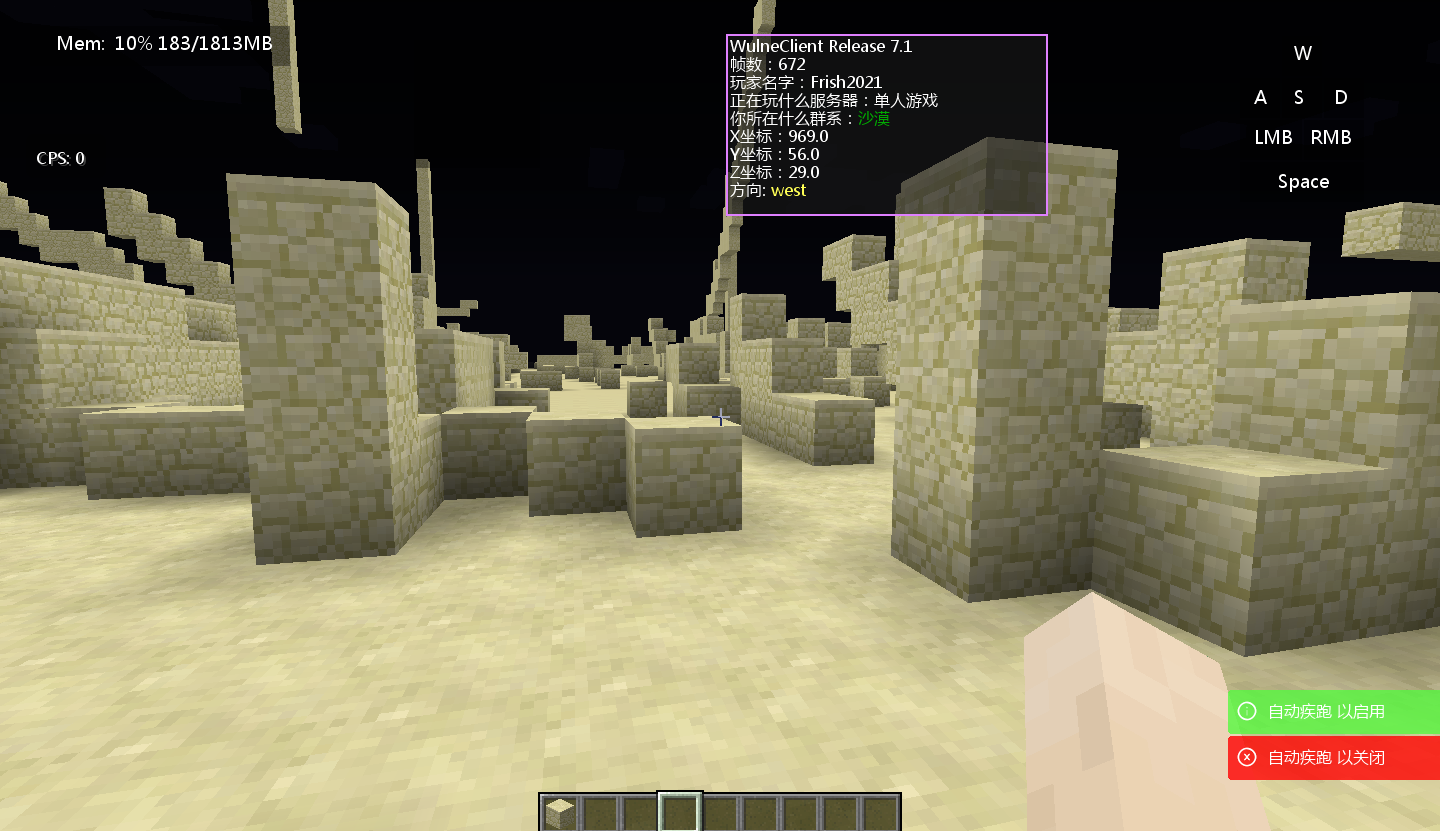 Mem: 10% 183/1813MB
CPS: 0
WulneClient Release 7.1
帧数：672
玩家名字：Frish2021
正在玩什么服务器：单人游戏
你所在什么群系：沙漠
X坐标：969.0
Y坐标：56.0
Z坐标：29.0
方向: west
W
A S D
LMB RMB
Space
自动疾跑 以启用
自动疾跑 以关闭